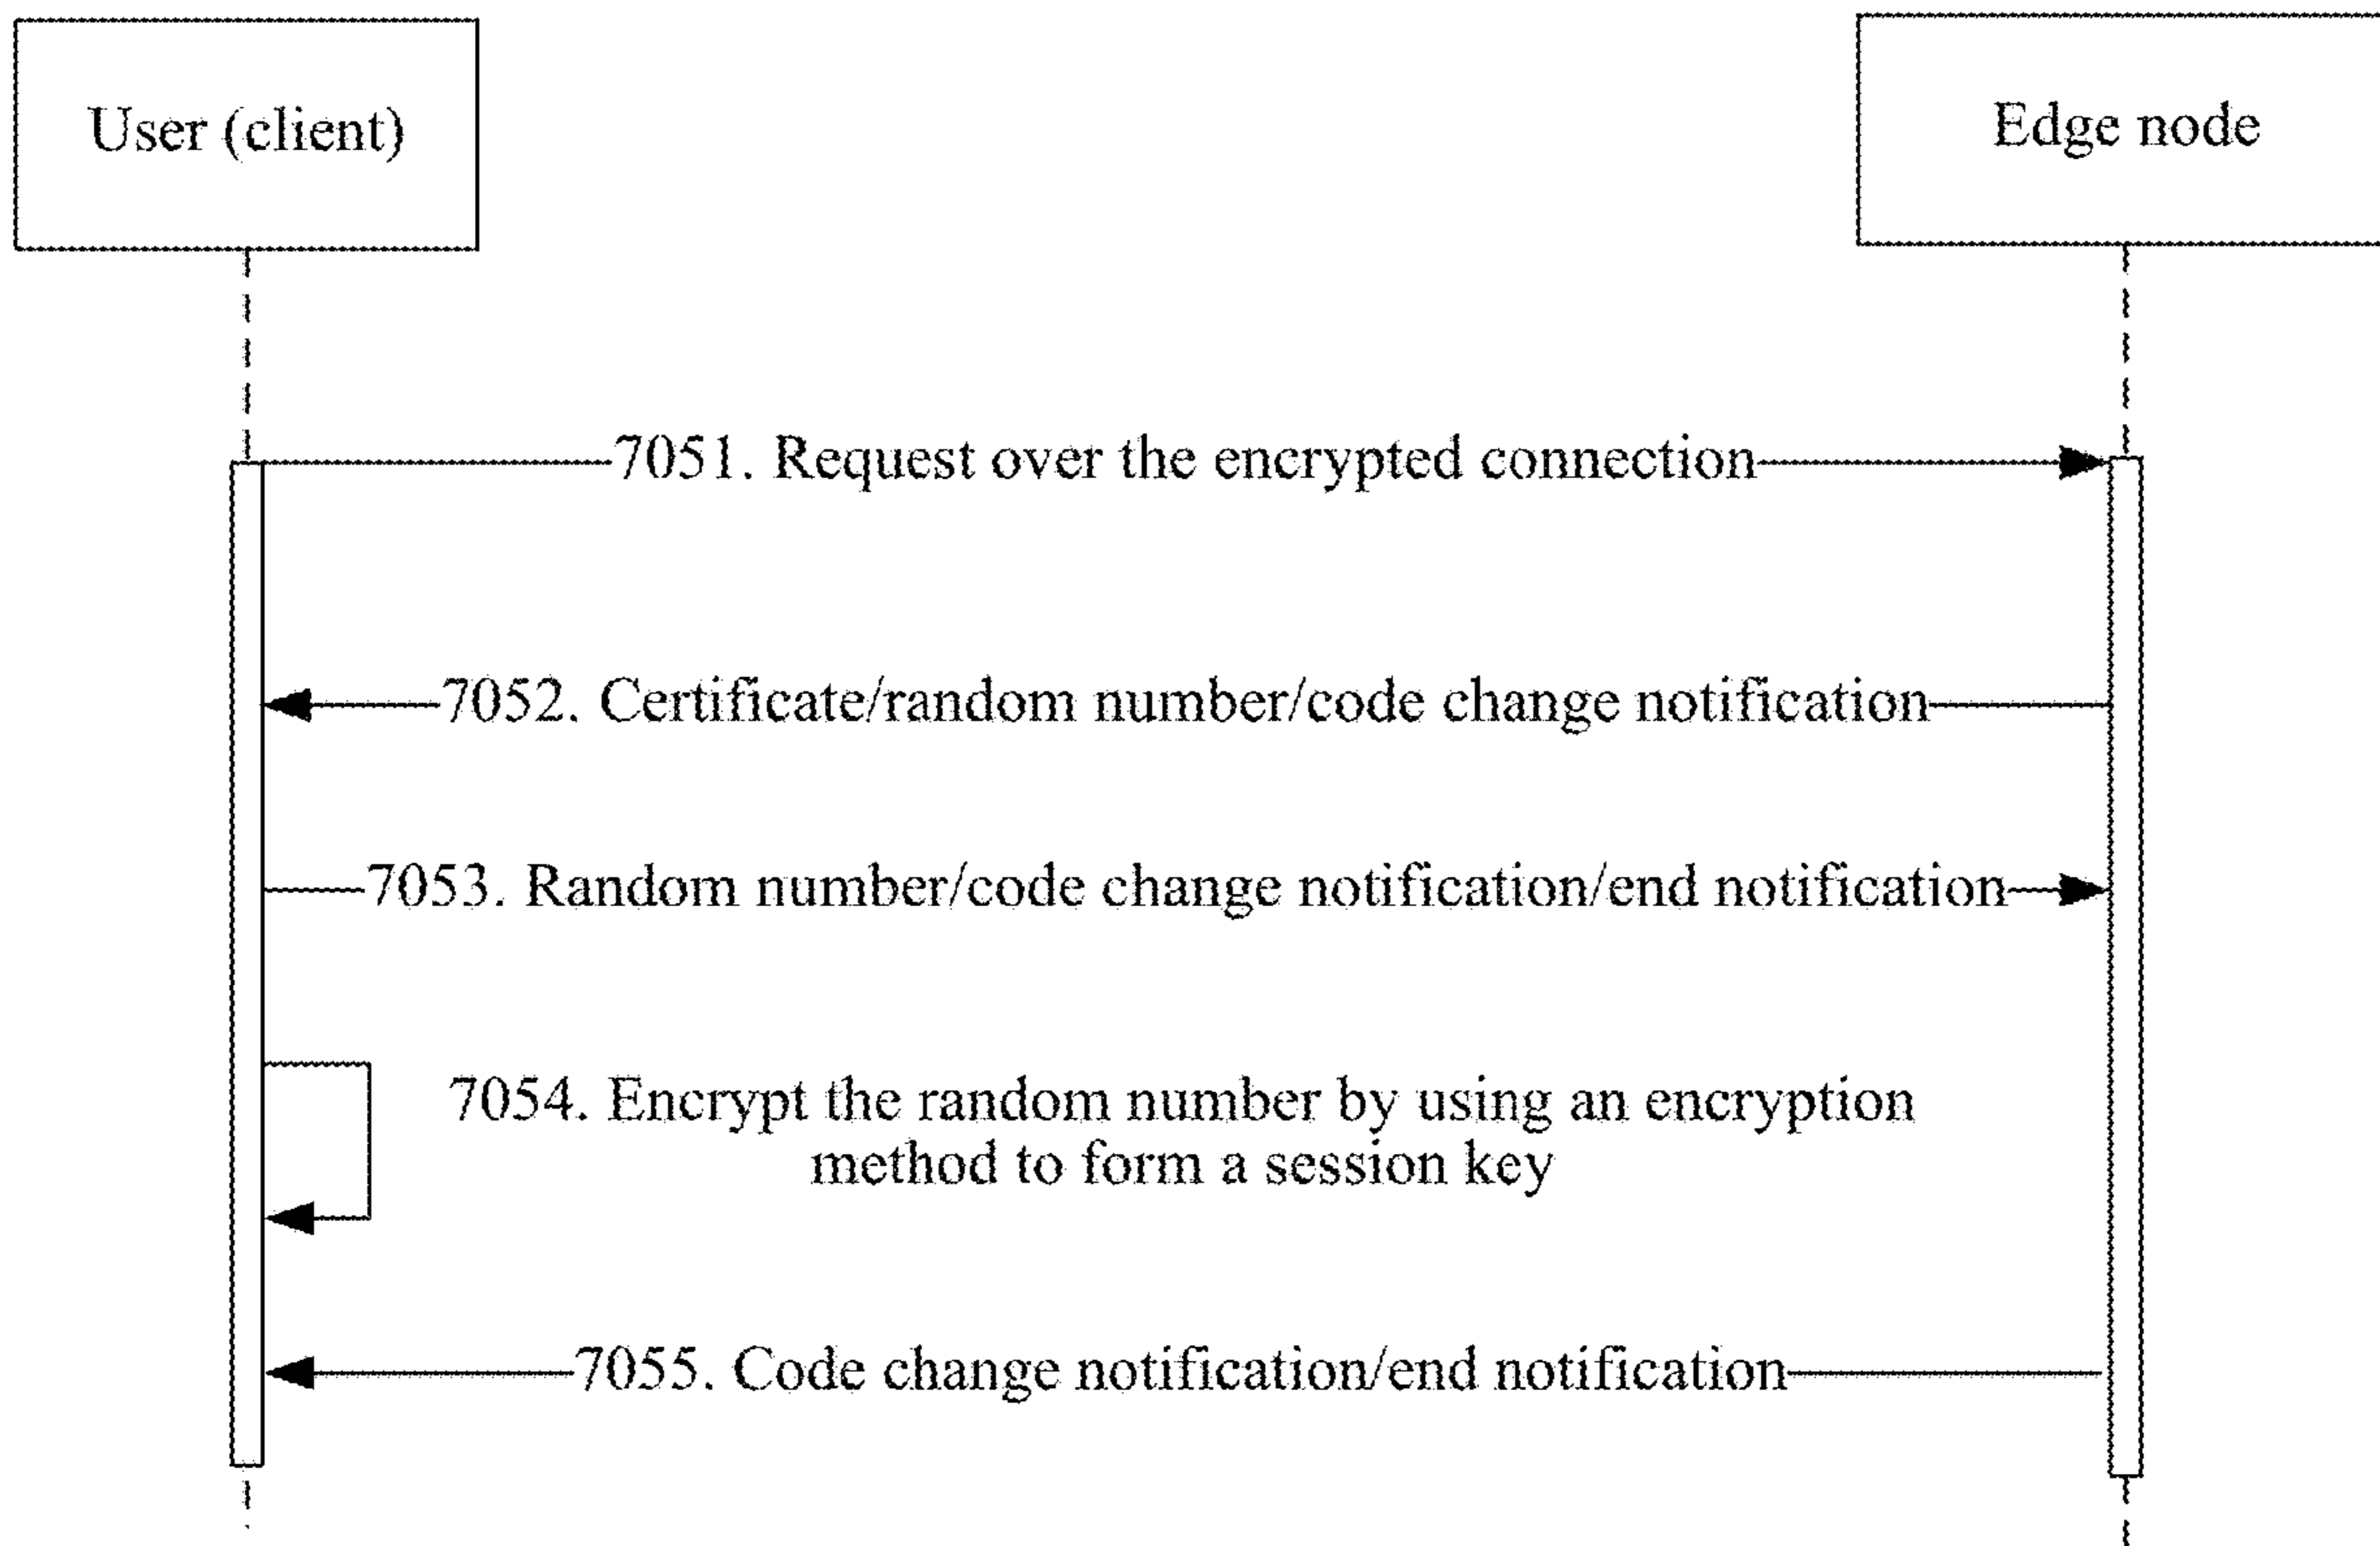 User (client)
Edge node
7051. Request over the encrypted connection
7052. Certificate/random number/code change notification
7053. Random number/code change notification/end notification
7054. Encrypt the random number by using an encryption
method to form a session key
7055. Code change notification/end notification